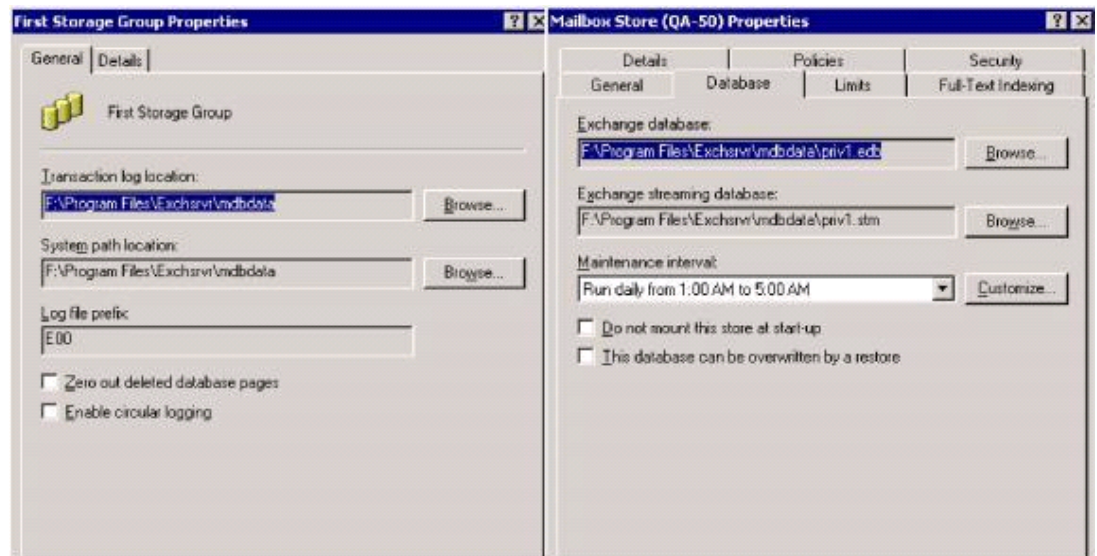 First Storage Group Properties
General Details
First Storage Group
Transaction log location:
F:\Program Files\Exchsrvr\mdbdata
Browse...
System path location:
F:\Program Files\Exchsrvr\mdbdata
Browse...
Log file prefix:
E00
Zero out deleted database pages
Enable circular logging
Mailbox Store (QA-50) Properties
Details Policies Security
General Database Limits Full-Text Indexing
Exchange database:
F:\Program Files\Exchsrvr\mdbdata\priv1.edb
Browse...
Exchange streaming database:
F:\Program Files\Exchsrvr\mdbdata\priv1.stm
Browse...
Maintenance interval:
Run daily from 1:00 AM to 5:00 AM
Customize...
Do not mount this store at start-up
This database can be overwritten by a restore